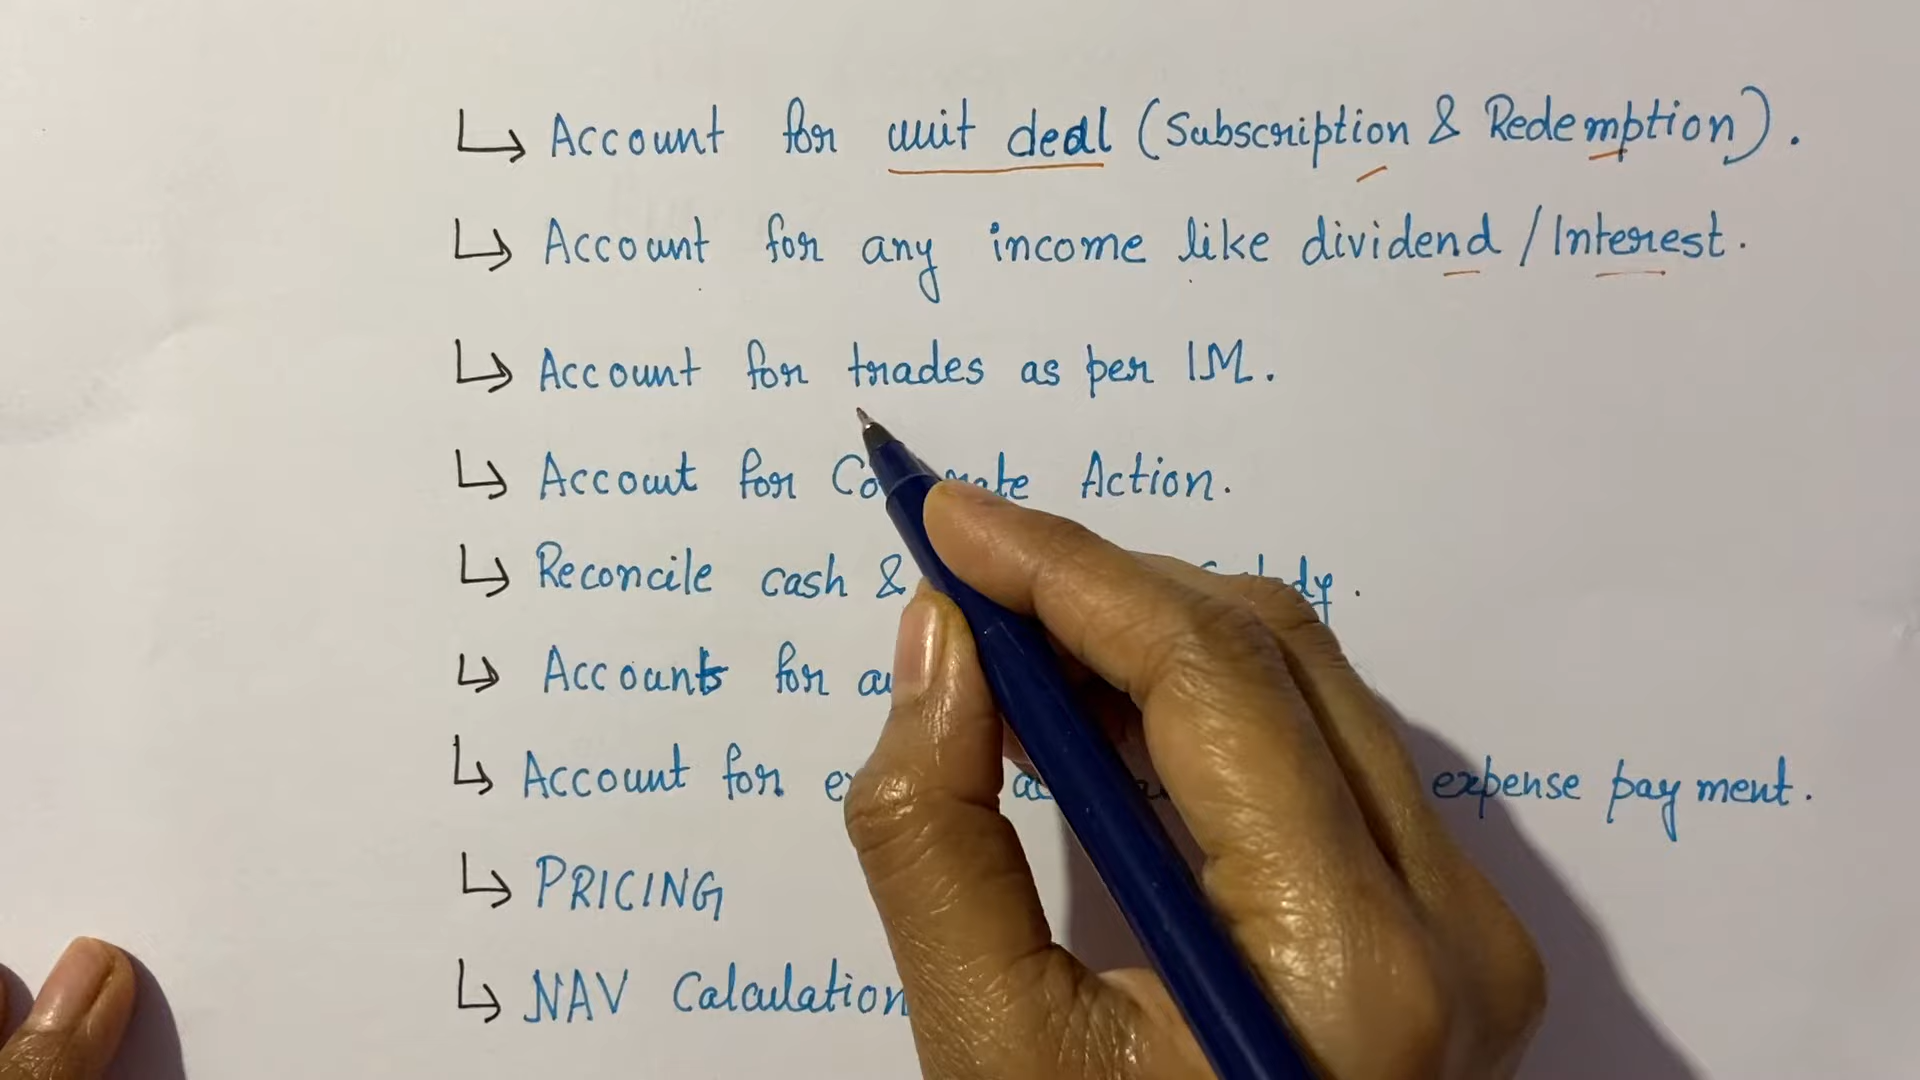 ↳ Account for unit deal (Subscription & Redemption).
↳ Account for any income like dividend / Interest.
↳ Account for trades as per IM.
↳ Account for Action.
↳ Reconcile cash &
↳ Accounts for
↳ Account for expense payment.
↳ PRICING
↳ NAV Calculation